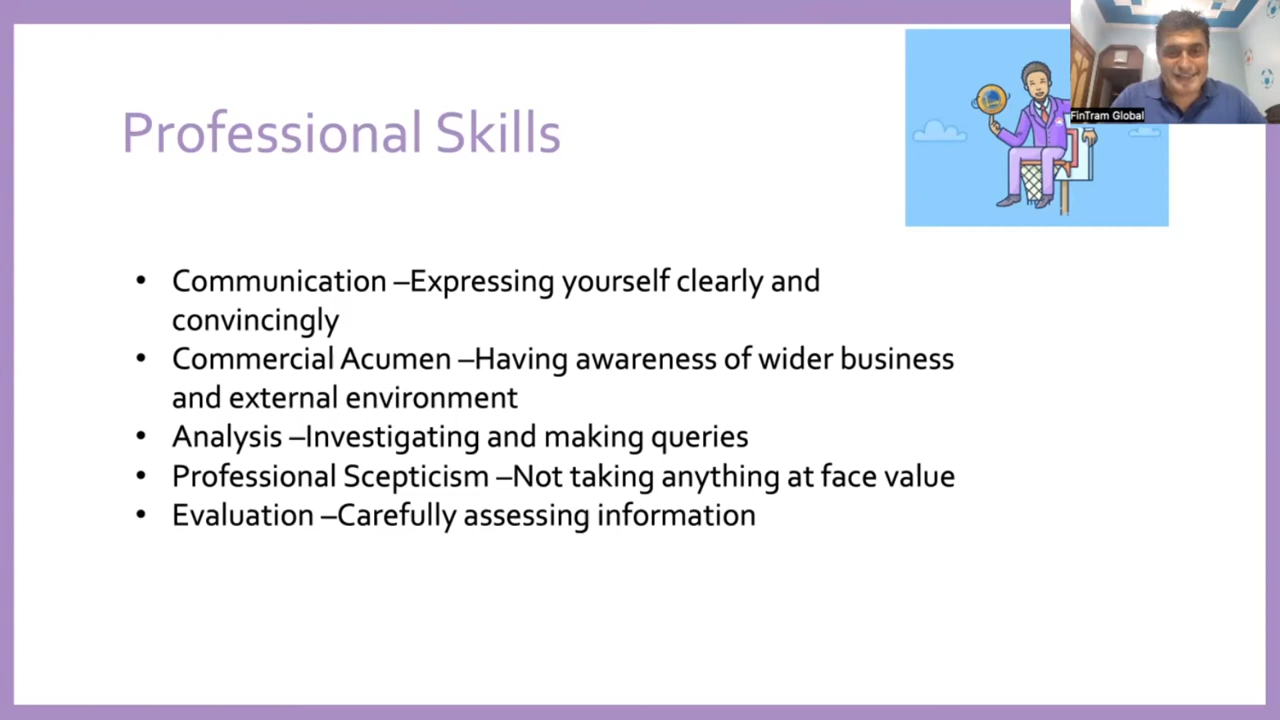 FinTram Global
Professional Skills
• Communication –Expressing yourself clearly and
convincingly
• Commercial Acumen –Having awareness of wider business
and external environment
• Analysis –Investigating and making queries
• Professional Scepticism –Not taking anything at face value
• Evaluation –Carefully assessing information